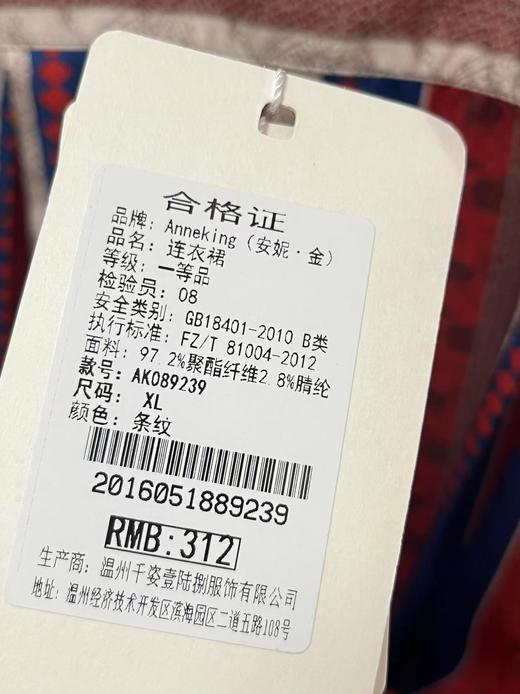 合格证
品牌: Anneking (安妮·金)
品名: 连衣裙
等级: 一等品
检验员: 08
安全类别: GB18401-2010 B类
执行标准: FZ/T 81004-2012
面料: 97.2%聚酯纤维2.8%腈纶
款号: AK089239
尺码: XL
颜色: 条纹
2016051889239
RMB:312
生产商: 温州千姿壹陆捌服饰有限公司
地址: 温州经济技术开发区滨海园区二道五路108号